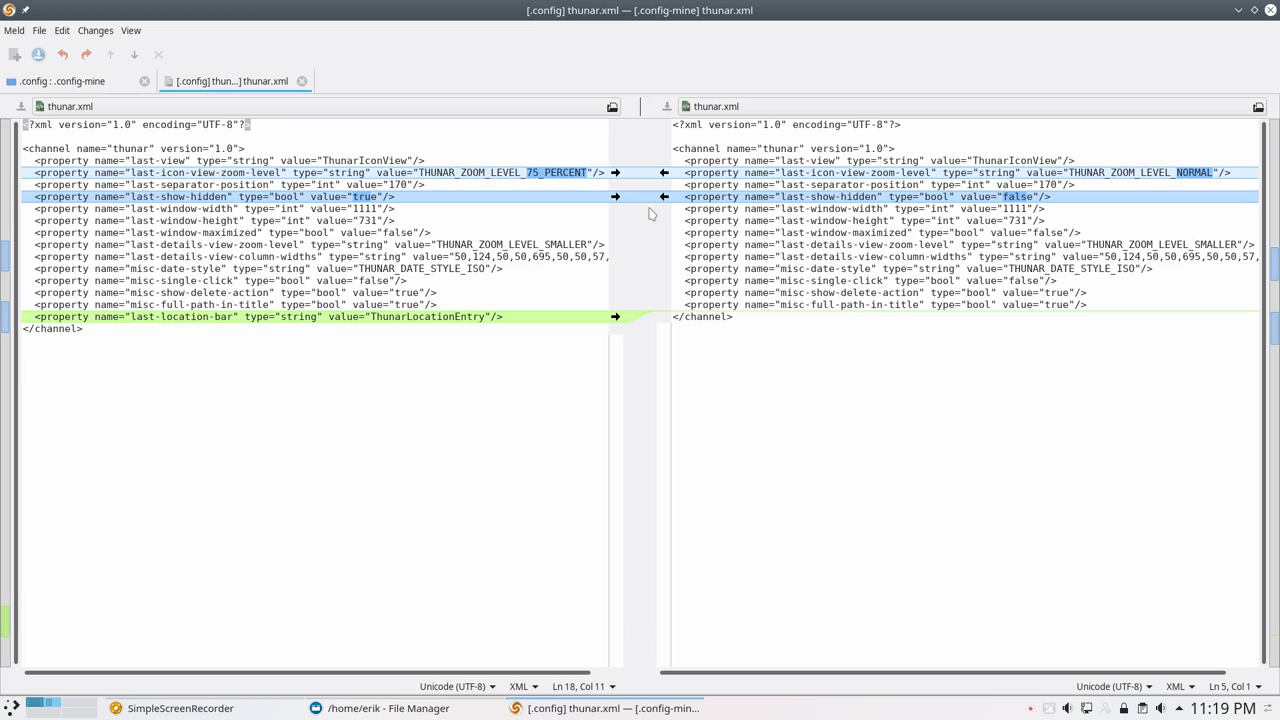 [.config] thunar.xml — [.config-mine] thunar.xml
Meld File Edit Changes View
.config : .config-mine
[.config] thun...] thunar.xml
thunar.xml
<?xml version="1.0" encoding="UTF-8"?>
<channel name="thunar" version="1.0">
<property name="last-view" type="string" value="ThunarIconView"/>
<property name="last-icon-view-zoom-level" type="string" value="THUNAR_ZOOM_LEVEL_75_PERCENT"/>
<property name="last-separator-position" type="int" value="170"/>
<property name="last-show-hidden" type="bool" value="true"/>
<property name="last-window-width" type="int" value="1111"/>
<property name="last-window-height" type="int" value="731"/>
<property name="last-window-maximized" type="bool" value="false"/>
<property name="last-details-view-zoom-level" type="string" value="THUNAR_ZOOM_LEVEL_SMALLER"/>
<property name="last-details-view-column-widths" type="string" value="50,124,50,50,695,50,50,57,
<property name="misc-date-style" type="string" value="THUNAR_DATE_STYLE_ISO"/>
<property name="misc-single-click" type="bool" value="false"/>
<property name="misc-show-delete-action" type="bool" value="true"/>
<property name="misc-full-path-in-title" type="bool" value="true"/>
<property name="last-location-bar" type="string" value="ThunarLocationEntry"/>
</channel>
Unicode (UTF-8) XML Ln 18, Col 11
thunar.xml
<?xml version="1.0" encoding="UTF-8"?>
<channel name="thunar" version="1.0">
<property name="last-view" type="string" value="ThunarIconView"/>
<property name="last-icon-view-zoom-level" type="string" value="THUNAR_ZOOM_LEVEL_NORMAL"/>
<property name="last-separator-position" type="int" value="170"/>
<property name="last-show-hidden" type="bool" value="false"/>
<property name="last-window-width" type="int" value="1111"/>
<property name="last-window-height" type="int" value="731"/>
<property name="last-window-maximized" type="bool" value="false"/>
<property name="last-details-view-zoom-level" type="string" value="THUNAR_ZOOM_LEVEL_SMALLER"/>
<property name="last-details-view-column-widths" type="string" value="50,124,50,50,695,50,50,57,
<property name="misc-date-style" type="string" value="THUNAR_DATE_STYLE_ISO"/>
<property name="misc-single-click" type="bool" value="false"/>
<property name="misc-show-delete-action" type="bool" value="true"/>
<property name="misc-full-path-in-title" type="bool" value="true"/>
</channel>
Unicode (UTF-8) XML Ln 5, Col 1
SimpleScreenRecorder
/home/erik - File Manager
[.config] thunar.xml — [.config-min...
11:19 PM